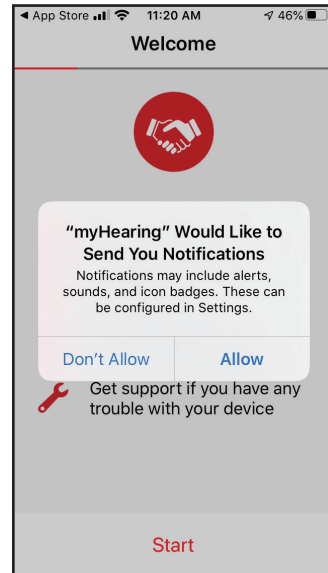 ◀ App Store 11:20 AM 46%
Welcome
“myHearing” Would Like to
Send You Notifications
Notifications may include alerts,
sounds, and icon badges. These can
be configured in Settings.
Don’t Allow Allow
Get support if you have any
trouble with your device
Start